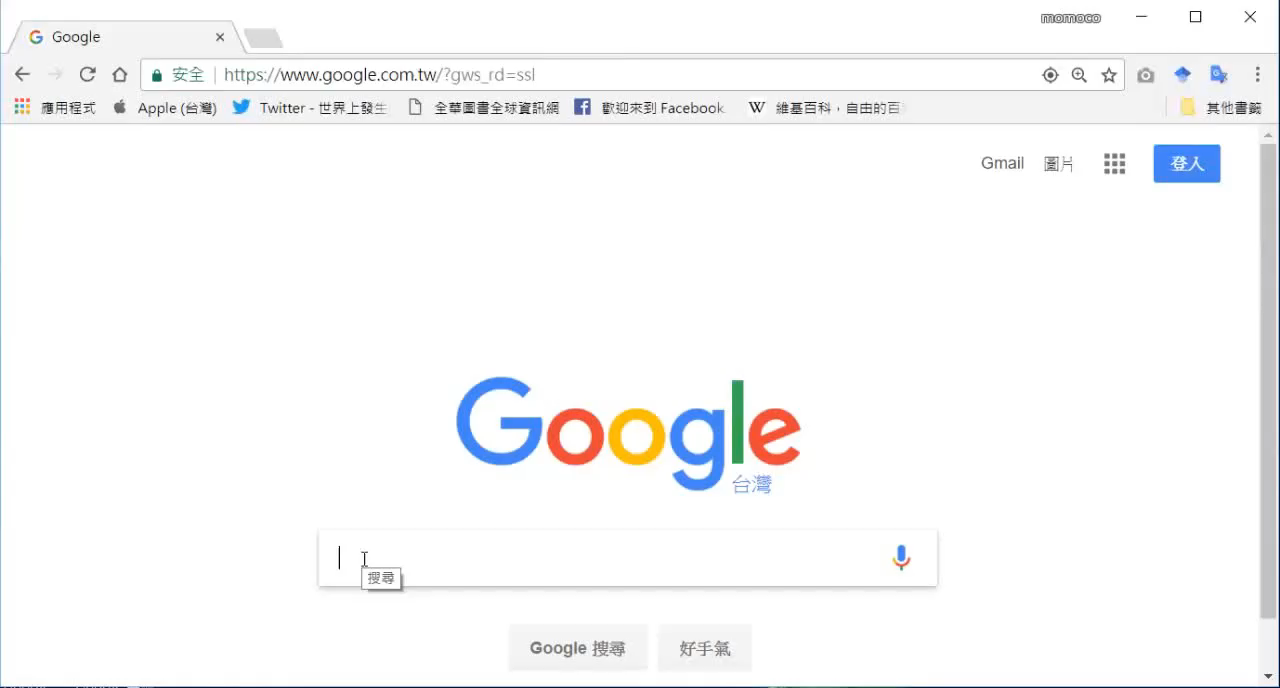 momoco
Google
安全 https://www.google.com.tw/?gws_rd=ssl
應用程式 Apple (台灣) Twitter - 世界上發生 全華圖書全球資訊網 歡迎來到 Facebook W 維基百科，自由的百 其他書籤
Gmail 圖片 登入
Google
台灣
搜尋
Google 搜尋 好手氣